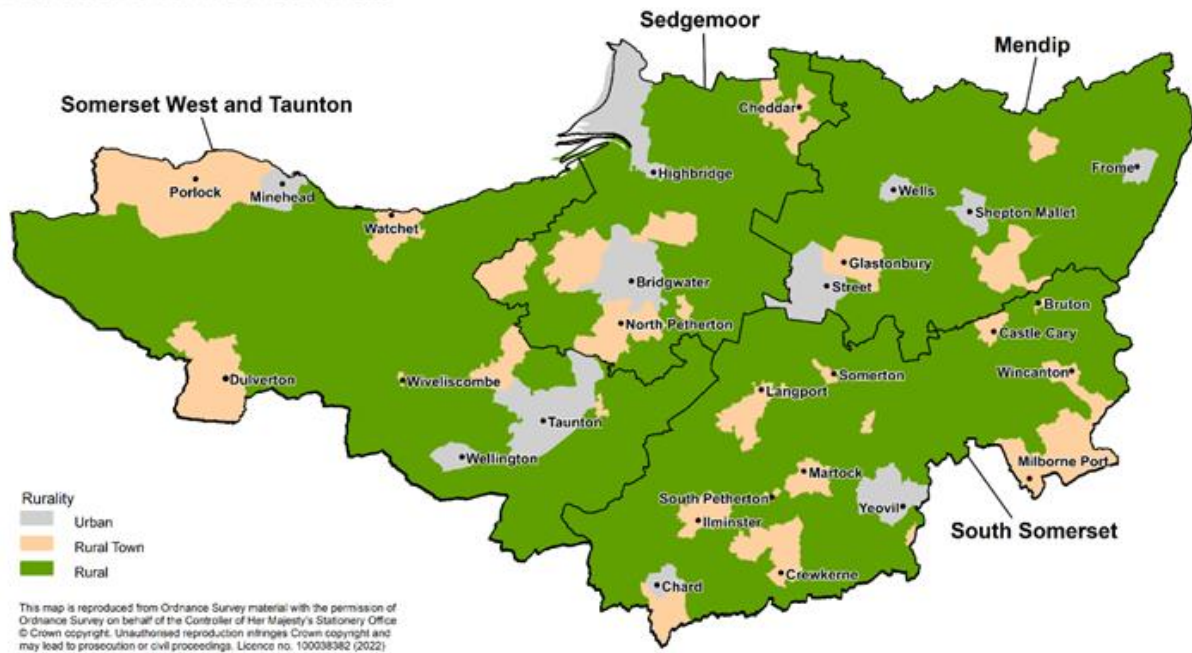 Sedgemoor
Mendip
Somerset West and Taunton
Cheddar
Porlock
Minehead
Highbridge
Frome
Wells
Shepton Mallet
Watchet
Glastonbury
Street
Bridgwater
North Petherton
Bruton
Castle Cary
Dulverton
Wiveliscombe
Somerton
Wincanton
Langport
Taunton
Wellington
Martock
Milborne Port
South Petherton
Yeovil
Ilminster
South Somerset
Crewkerne
Chard
Rurality
Urban
Rural Town
Rural
This map is reproduced from Ordnance Survey material with the permission of
Ordnance Survey on behalf of the Controller of Her Majesty's Stationery Office
© Crown copyright. Unauthorised reproduction infringes Crown copyright and
may lead to prosecution or civil proceedings. Licence no. 100038382 (2022)